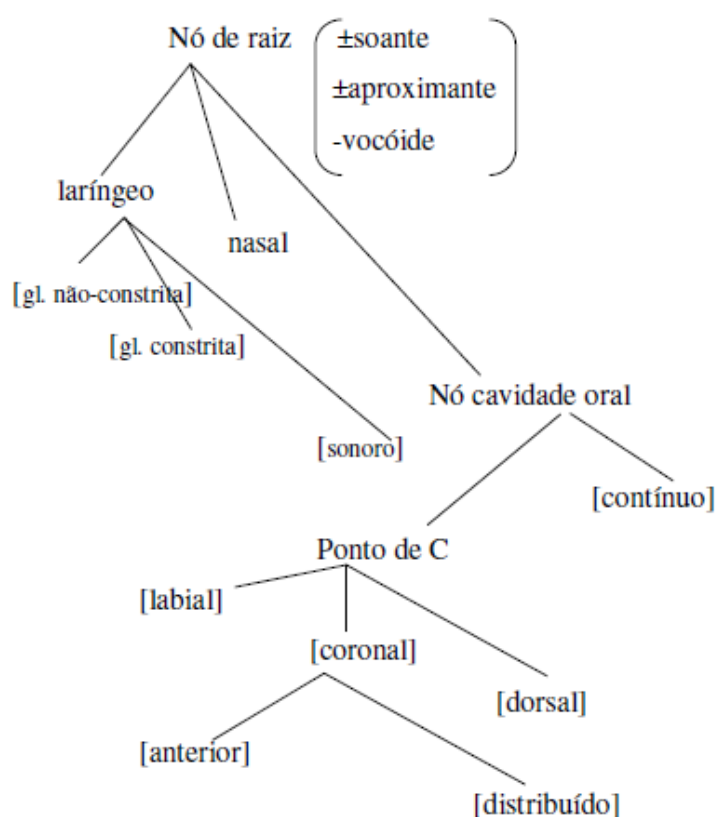 Nó de raiz
±soante
±aproximante
-vocóide
laríngeo
nasal
[gl. não-constrita]
[gl. constrita]
Nó cavidade oral
[sonoro]
[contínuo]
Ponto de C
[labial]
[coronal]
[dorsal]
[anterior]
[distribuído]